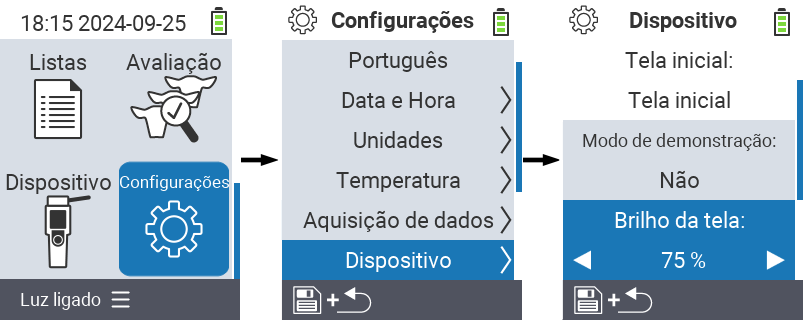 18:15 2024-09-25
Listas
Avaliação
Dispositivo
Configurações
Luz ligado
Configurações
Português
Data e Hora
Unidades
Temperatura
Aquisição de dados
Dispositivo
+
Dispositivo
Tela inicial:
Tela inicial
Modo de demonstração:
Não
Brilho da tela:
75 %
+